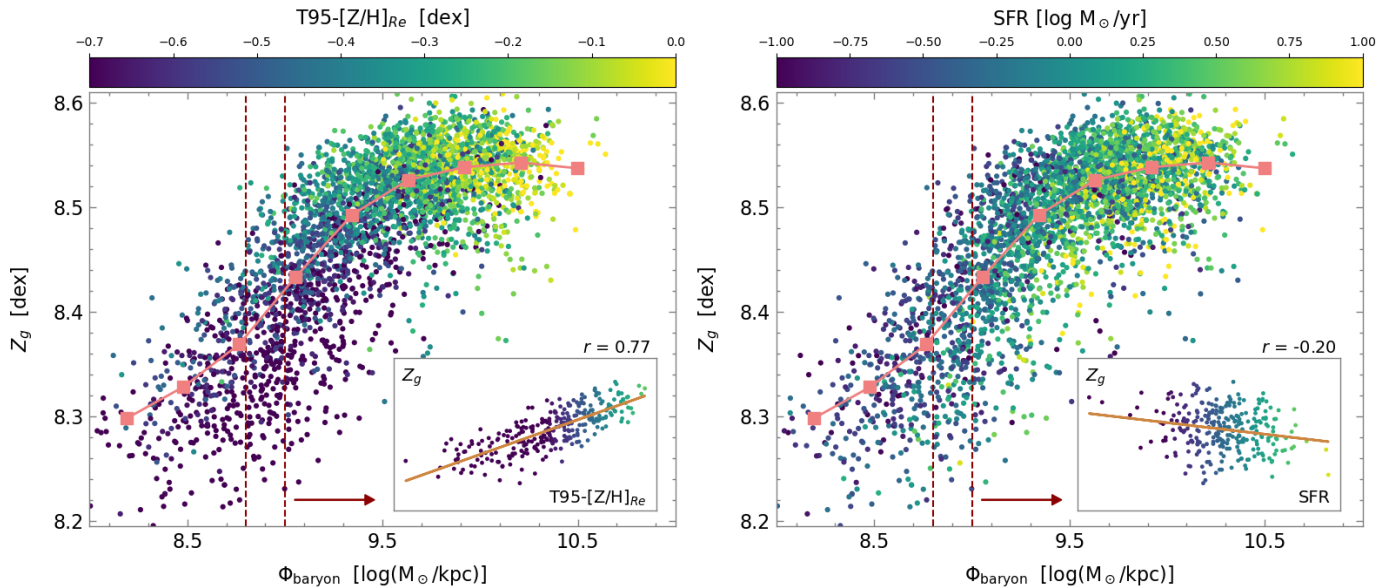 T95-[Z/H]Re [dex]
−0.7 −0.6 −0.5 −0.4 −0.3 −0.2 −0.1 0.0
8.6
8.5
8.4
8.3
8.2
Zg [dex]
r = 0.77
Zg
T95-[Z/H]Re
8.5 9.5 10.5
Φbaryon [log(M⊙/kpc)]
SFR [log M⊙/yr]
−1.00 −0.75 −0.50 −0.25 0.00 0.25 0.50 0.75 1.00
8.6
8.5
8.4
8.3
8.2
Zg [dex]
r = -0.20
Zg
SFR
8.5 9.5 10.5
Φbaryon [log(M⊙/kpc)]